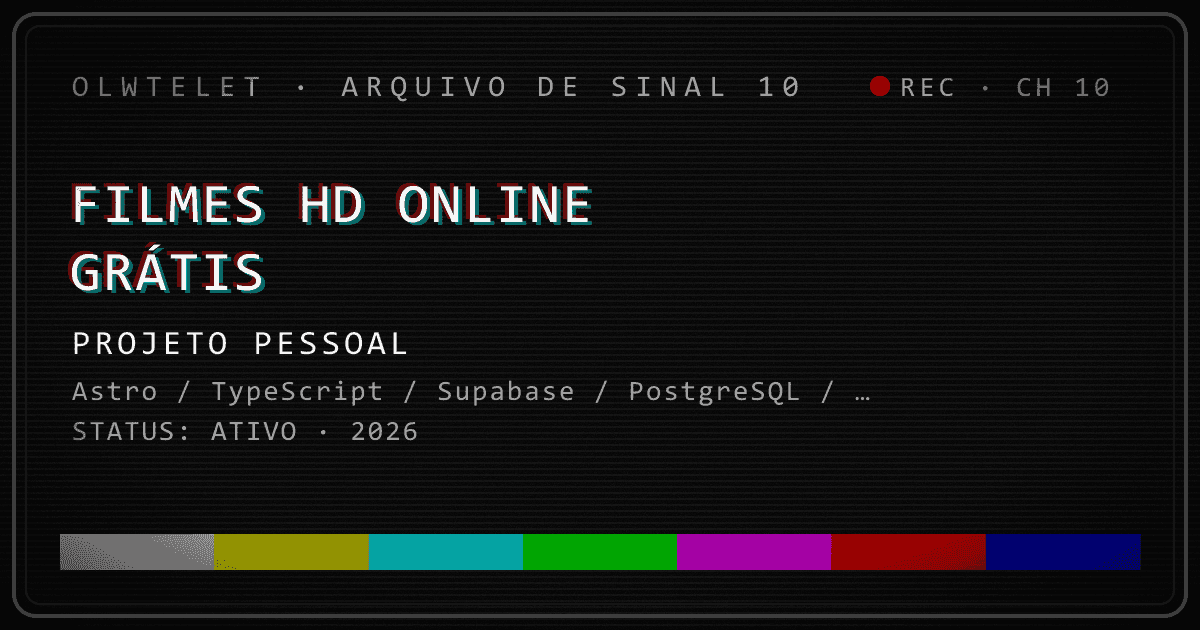 OLWTELET · ARQUIVO DE SINAL 10 REC · CH 10
FILMES HD ONLINE
GRÁTIS
PROJETO PESSOAL
Astro / TypeScript / Supabase / PostgreSQL / …
STATUS: ATIVO · 2026